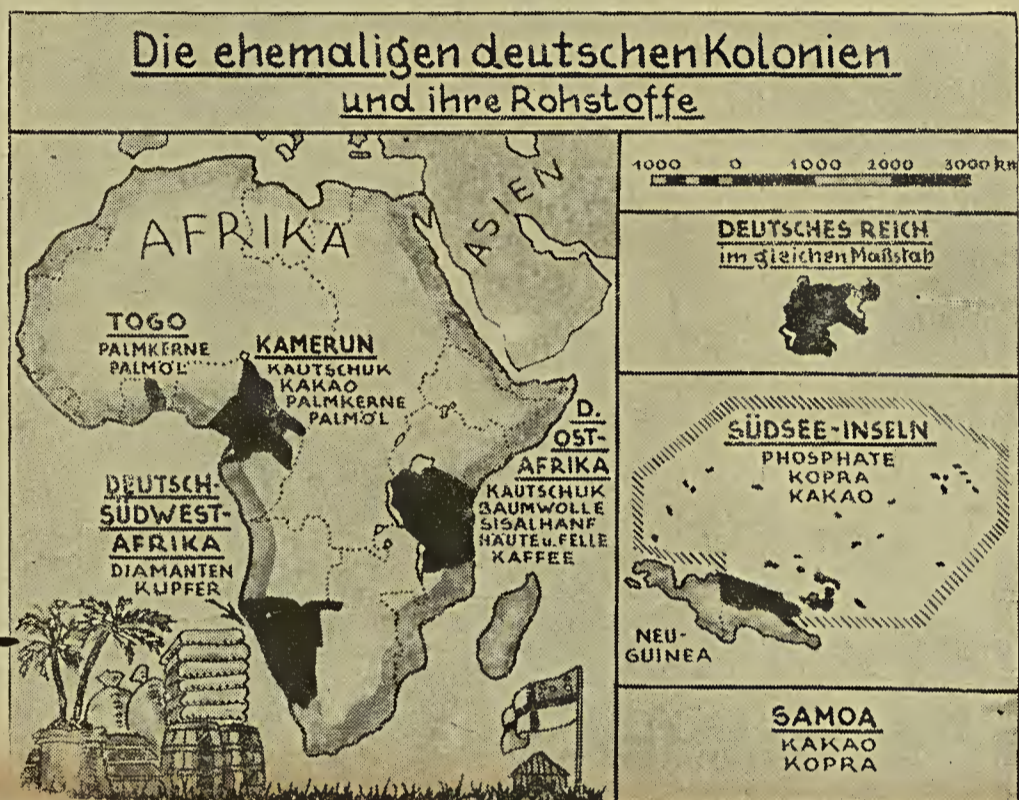 Die ehemaligen deutschen Kolonien
und ihre Rohstoffe
AFRIKA
ASIEN
TOGO
PALMKERNE
PALMÖL
KAMERUN
KAUTSCHUK
KAKAO
PALMKERNE
PALMÖL
D.
OST-
AFRIKA
KAUTSCHUK
BAUMWOLLE
SISALHANF
HÄUTE u. FELLE
KAFFEE
DEUTSCH-
SÜDWEST-
AFRIKA
DIAMANTEN
KUPFER
1000 0 1000 2000 3000 km
DEUTSCHES REICH
im gleichen Maßstab
SÜDSEE-INSELN
PHOSPHATE
KOPRA
KAKAO
NEU-
GUINEA
SAMOA
KAKAO
KOPRA